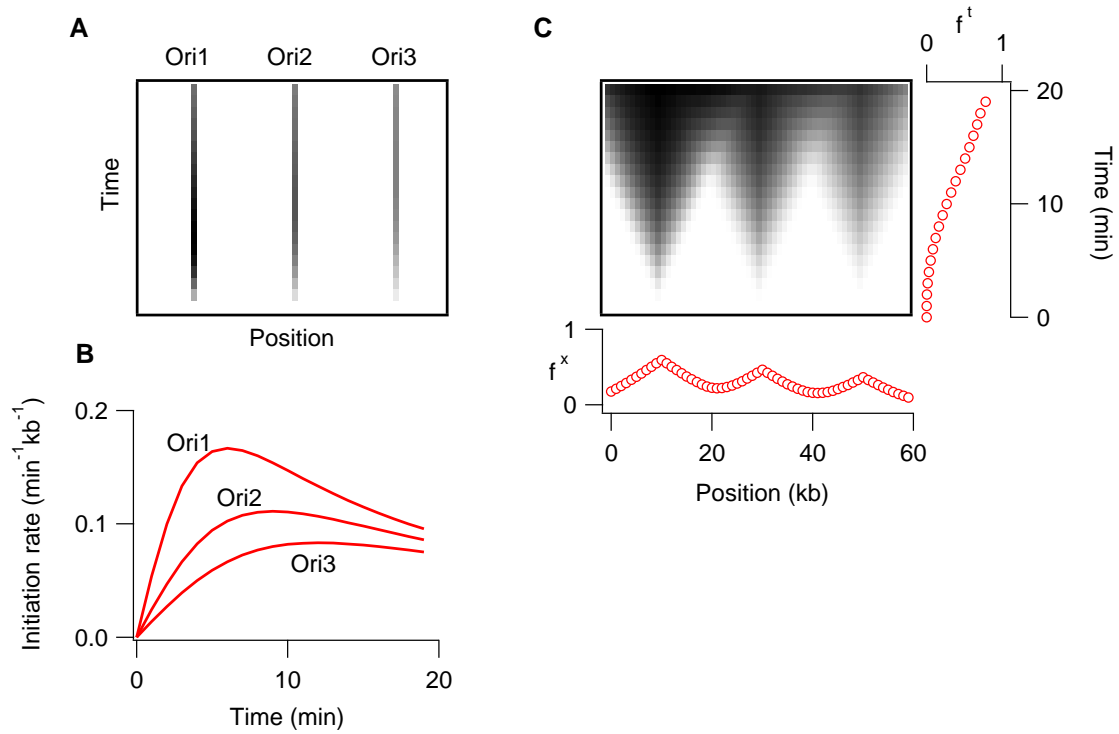 A
Ori1 Ori2 Ori3
Time
Position
B
Initiation rate (min-1kb-1)
0.2
0.1
0.0
Ori1
Ori2
Ori3
0 10 20
Time (min)
C
f t
0 1
20
10
0
Time (min)
1
0
f x
0 20 40 60
Position (kb)